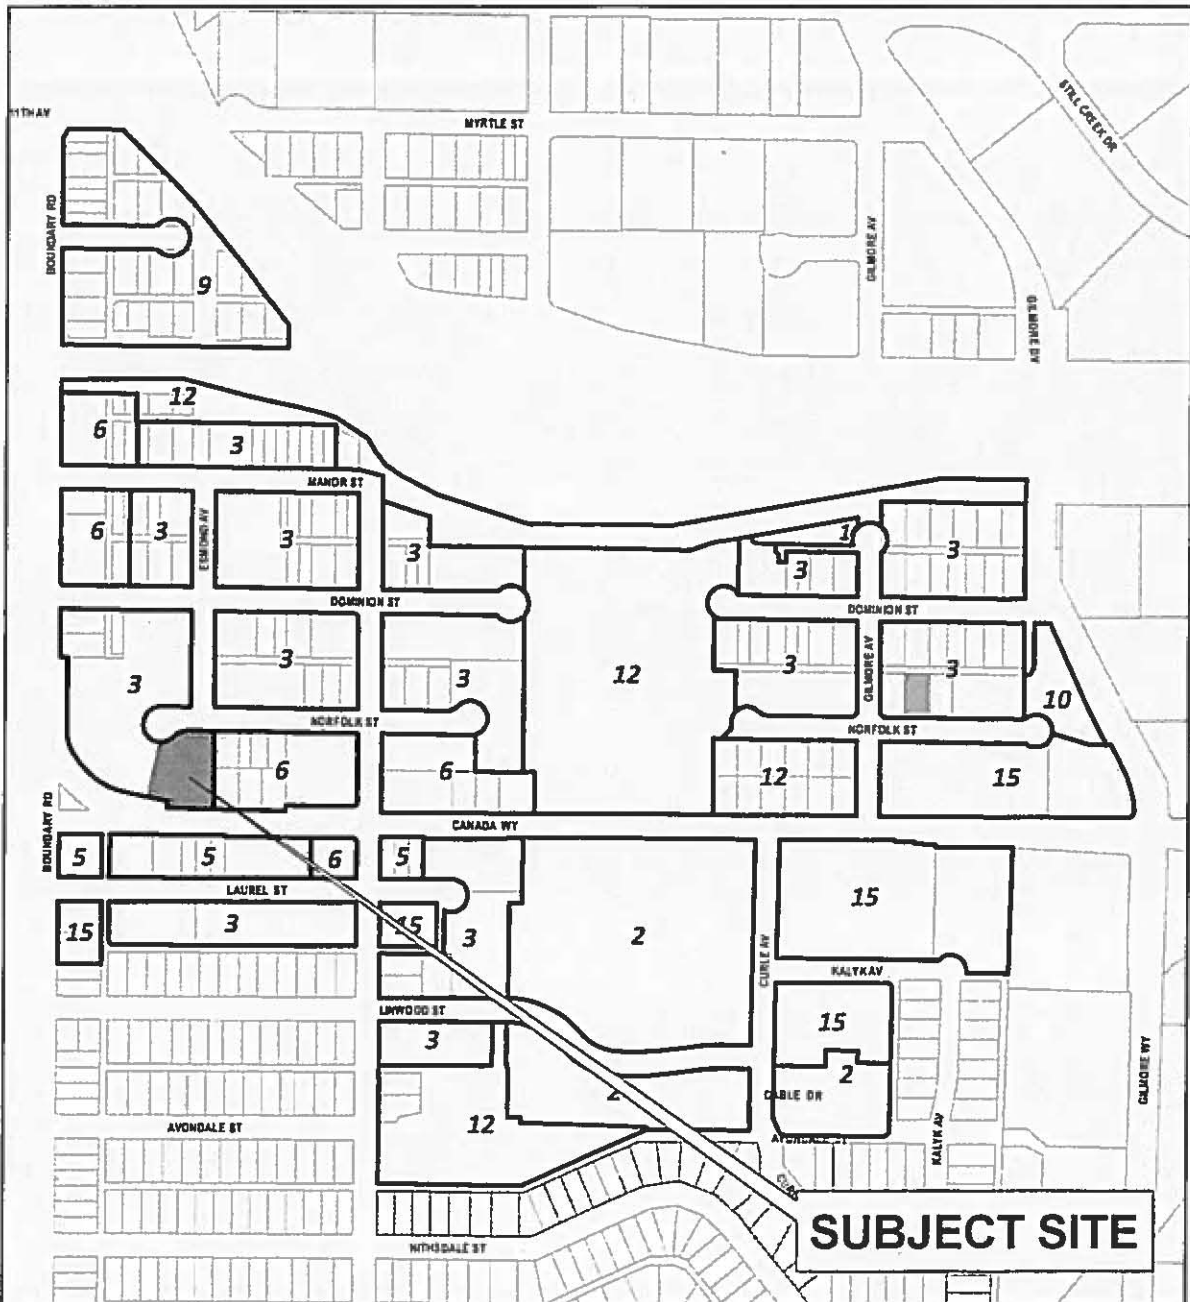 11TH AV
MYRTLE ST
STILL CREEK DR
BOUNDARY RD
GILMORE AV
GILMORE DV
9
12
6
3
MANOR ST
6
3
ESMOND AV
3
3
1
3
3
DOMINION ST
DOMINION ST
3
3
3
12
3
GILMORE AV
3
10
NORFOLK ST
NORFOLK ST
6
6
12
15
BOUNDARY RD
CANADA WY
5
5
6
5
LAUREL ST
15
3
15
3
2
CURLE AV
15
KALYK AV
LINWOOD ST
3
15
2
2
CABLE DR
12
AVONDALE ST
AVONDALE ST
KALYK AV
GILMORE WY
SUBJECT SITE
NITHSDALE ST